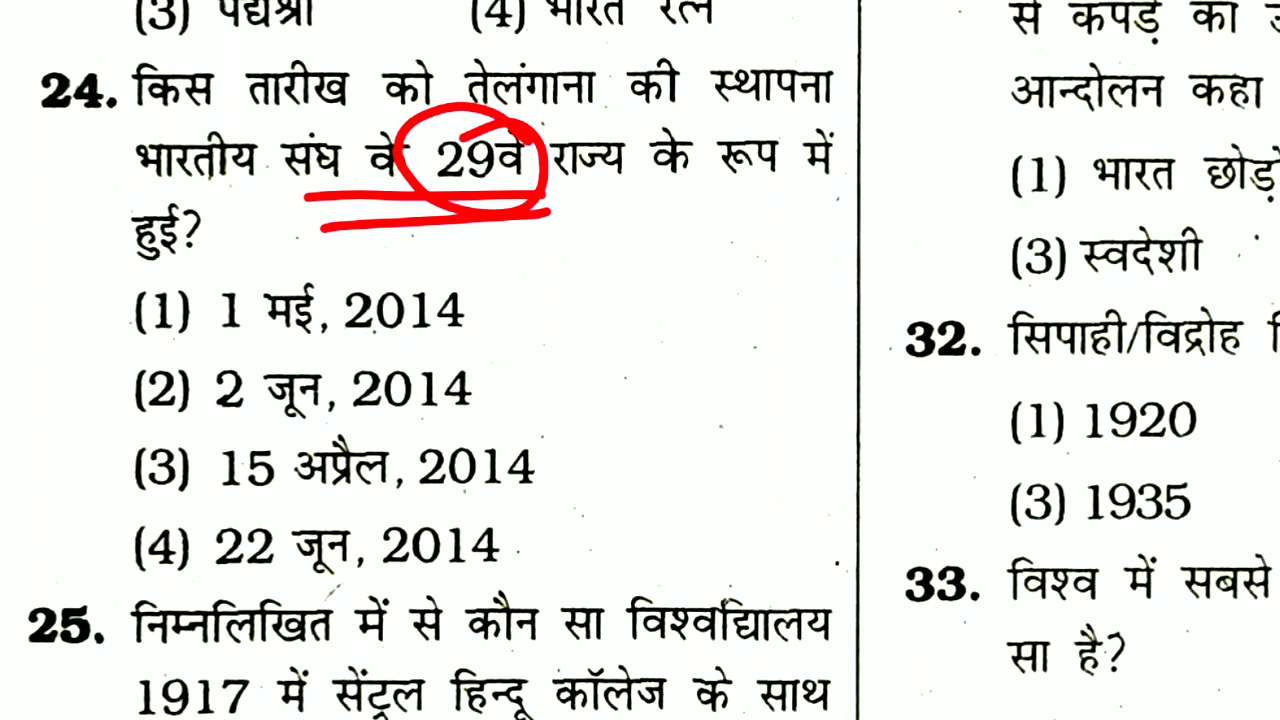 (3) पद्मश्री (4) भारत रत्न
24. किस तारीख को तेलंगाना की स्थापना
भारतीय संघ के 29वें राज्य के रूप में
हुई?
(1) 1 मई, 2014
(2) 2 जून, 2014
(3) 15 अप्रैल, 2014
(4) 22 जून, 2014
25. निम्नलिखित में से कौन सा विश्वद्यिालय
1917 में सेंट्रल हिन्दू कॉलेज के साथ
से कपड़े का
आन्दोलन कहा
(1) भारत छोड़ो
(3) स्वदेशी
32. सिपाही/विद्रोह
(1) 1920
(3) 1935
33. विश्व में सबसे
सा है?